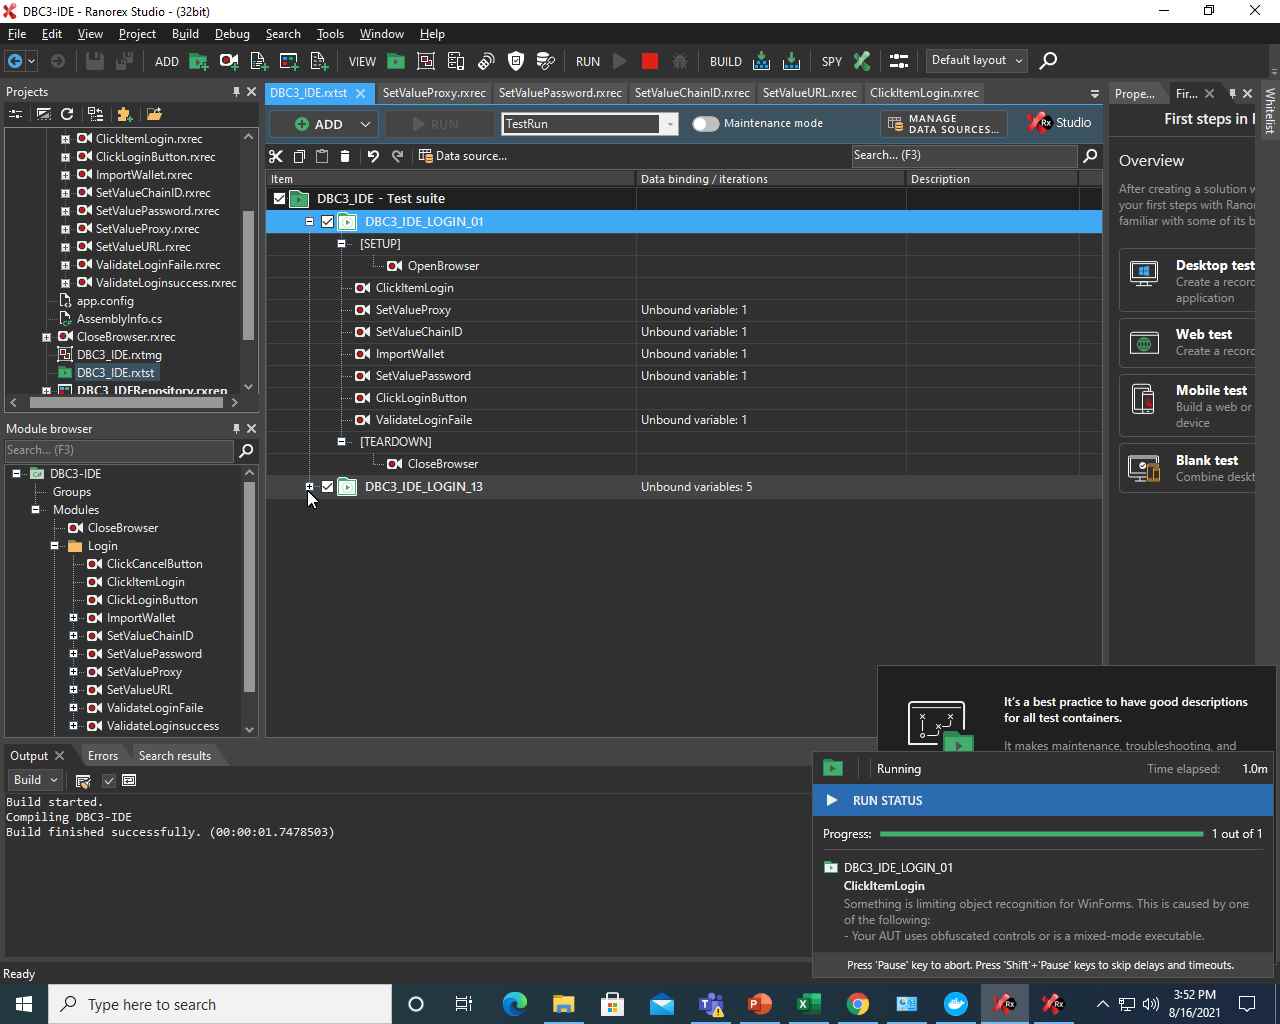 DBC3-IDE - Ranorex Studio - (32bit)
File Edit View Project Build Debug Search Tools Window Help
ADD VIEW RUN BUILD SPY Default layout
Projects
ClickItemLogin.rxrec
ClickLoginButton.rxrec
ImportWallet.rxrec
SetValueChainID.rxrec
SetValuePassword.rxrec
SetValueProxy.rxrec
SetValueURL.rxrec
ValidateLoginFaile.rxrec
ValidateLoginsuccess.rxrec
app.config
AssemblyInfo.cs
CloseBrowser.rxrec
DBC3_IDE.rxtmg
DBC3_IDE.rxtst
DBC3_IDERepository.rxrep
Module browser
Search... (F3)
DBC3-IDE
Groups
Modules
CloseBrowser
Login
ClickCancelButton
ClickItemLogin
ClickLoginButton
ImportWallet
SetValueChainID
SetValuePassword
SetValueProxy
SetValueURL
ValidateLoginFaile
ValidateLoginsuccess
DBC3_IDE.rxtst SetValueProxy.rxrec SetValuePassword.rxrec SetValueChainID.rxrec SetValueURL.rxrec ClickItemLogin.rxrec
ADD RUN TestRun Maintenance mode MANAGE DATA SOURCES... Rx Studio
Data source... Search... (F3)
Item Data binding / iterations Description
DBC3_IDE - Test suite
DBC3_IDE_LOGIN_01
[SETUP]
OpenBrowser
ClickItemLogin
SetValueProxy Unbound variable: 1
SetValueChainID Unbound variable: 1
ImportWallet Unbound variable: 1
SetValuePassword Unbound variable: 1
ClickLoginButton
ValidateLoginFaile Unbound variable: 1
[TEARDOWN]
CloseBrowser
DBC3_IDE_LOGIN_13 Unbound variables: 5
Prope... Fir...
Whitelist
First steps in
Overview
After creating a solution
your first steps with Ranor
familiar with some of its b
Desktop test
Create a record
application
Web test
Create a record
Mobile test
Build a web or
device
Blank test
Combine deskt
It's a best practice to have good descriptions
for all test containers.
It makes maintenance, troubleshooting, and
Running Time elapsed: 1.0m
RUN STATUS
Progress: 1 out of 1
DBC3_IDE_LOGIN_01
ClickItemLogin
Something is limiting object recognition for WinForms. This is caused by one
of the following:
- Your AUT uses obfuscated controls or is a mixed-mode executable.
Press 'Pause' key to abort. Press 'Shift'+'Pause' keys to skip delays and timeouts.
Output Errors Search results
Build
Build started.
Compiling DBC3-IDE
Build finished successfully. (00:00:01.7478503)
Ready
Type here to search
3:52 PM
8/16/2021